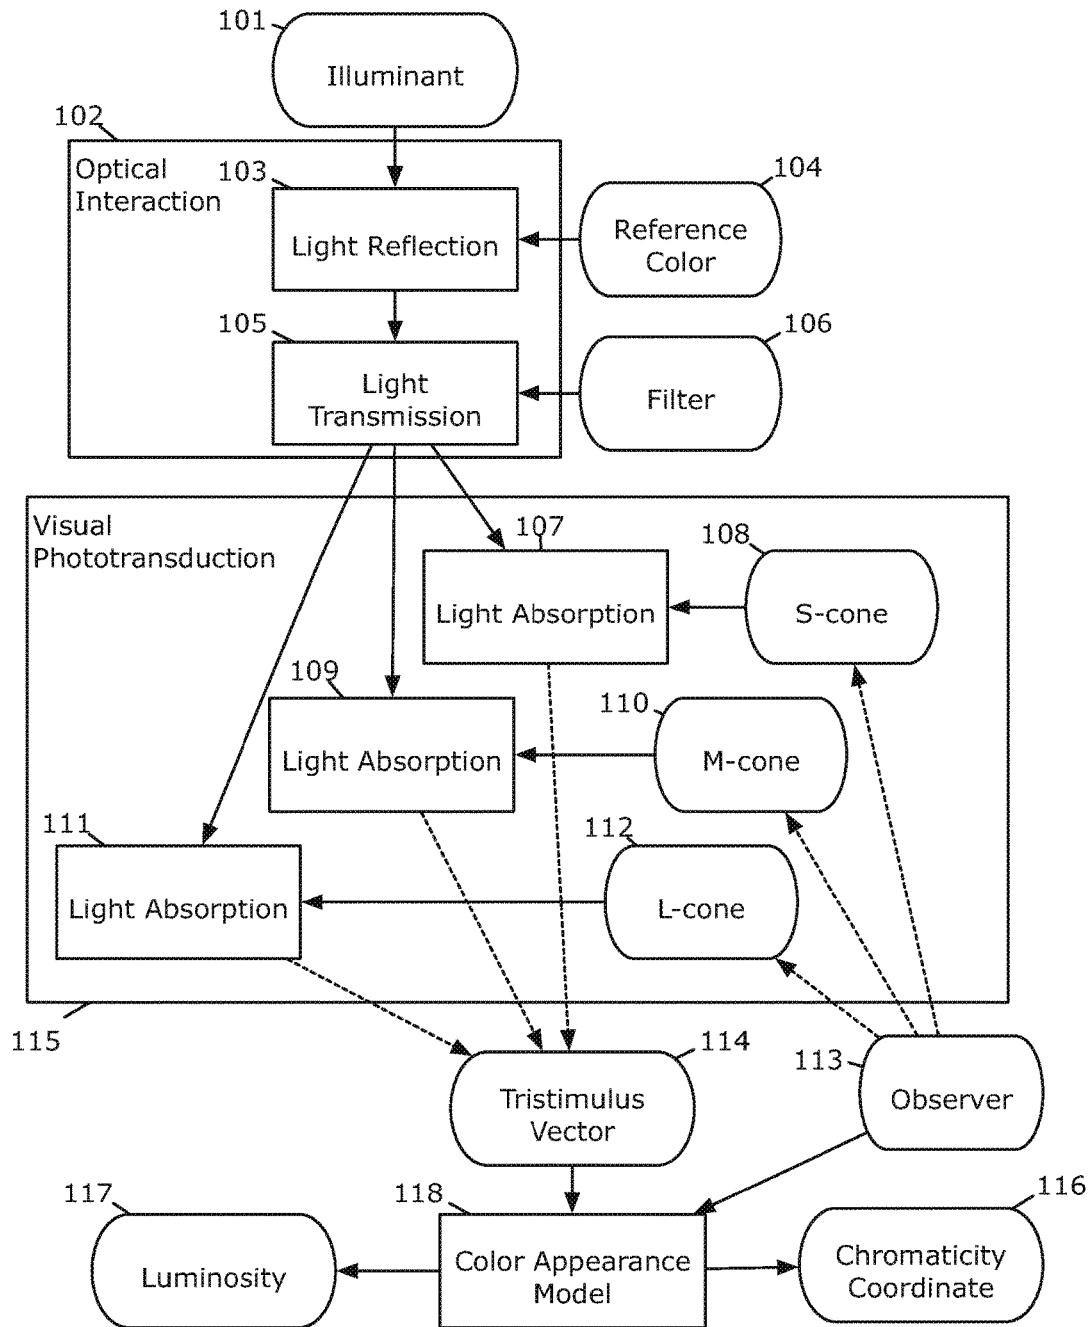 101
Illuminant
102
Optical
Interaction
103
Light Reflection
104
Reference
Color
105
Light
Transmission
106
Filter
Visual
Phototransduction
107
Light Absorption
108
S-cone
109
Light Absorption
110
M-cone
111
Light Absorption
112
L-cone
115
114
Tristimulus
Vector
113
Observer
117
Luminosity
118
Color Appearance
Model
116
Chromaticity
Coordinate